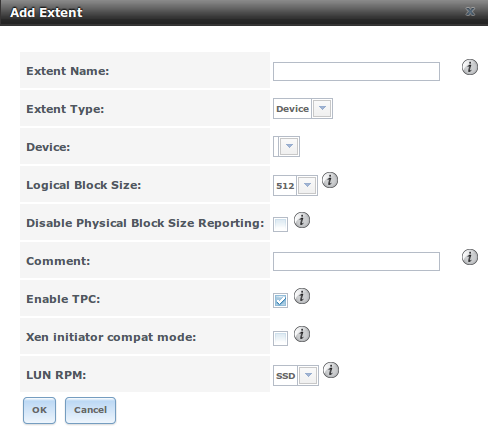 Add Extent
Extent Name:
Extent Type: Device
Device:
Logical Block Size: 512
Disable Physical Block Size Reporting:
Comment:
Enable TPC:
Xen initiator compat mode:
LUN RPM: SSD
OK Cancel